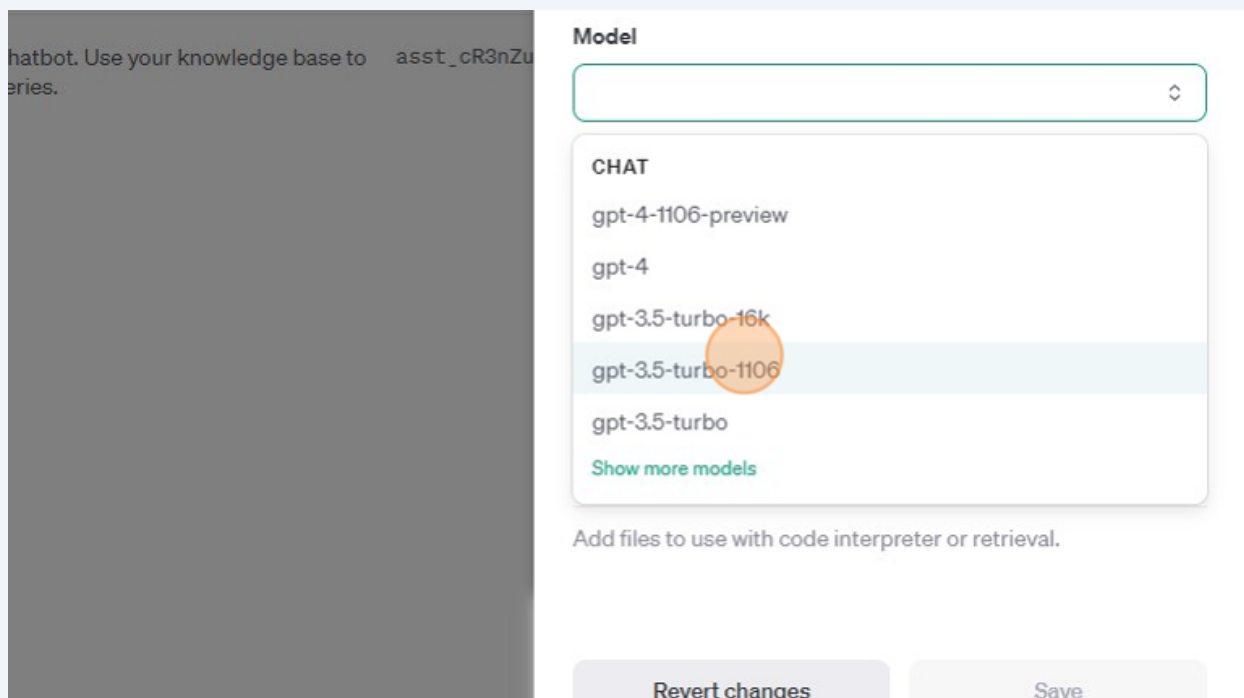 hatbot. Use your knowledge base to asst_cR3nZu
eries.
Model
CHAT
gpt-4-1106-preview
gpt-4
gpt-3.5-turbo-16k
gpt-3.5-turbo-1106
gpt-3.5-turbo
Show more models
Add files to use with code interpreter or retrieval.
Revert changes
Save